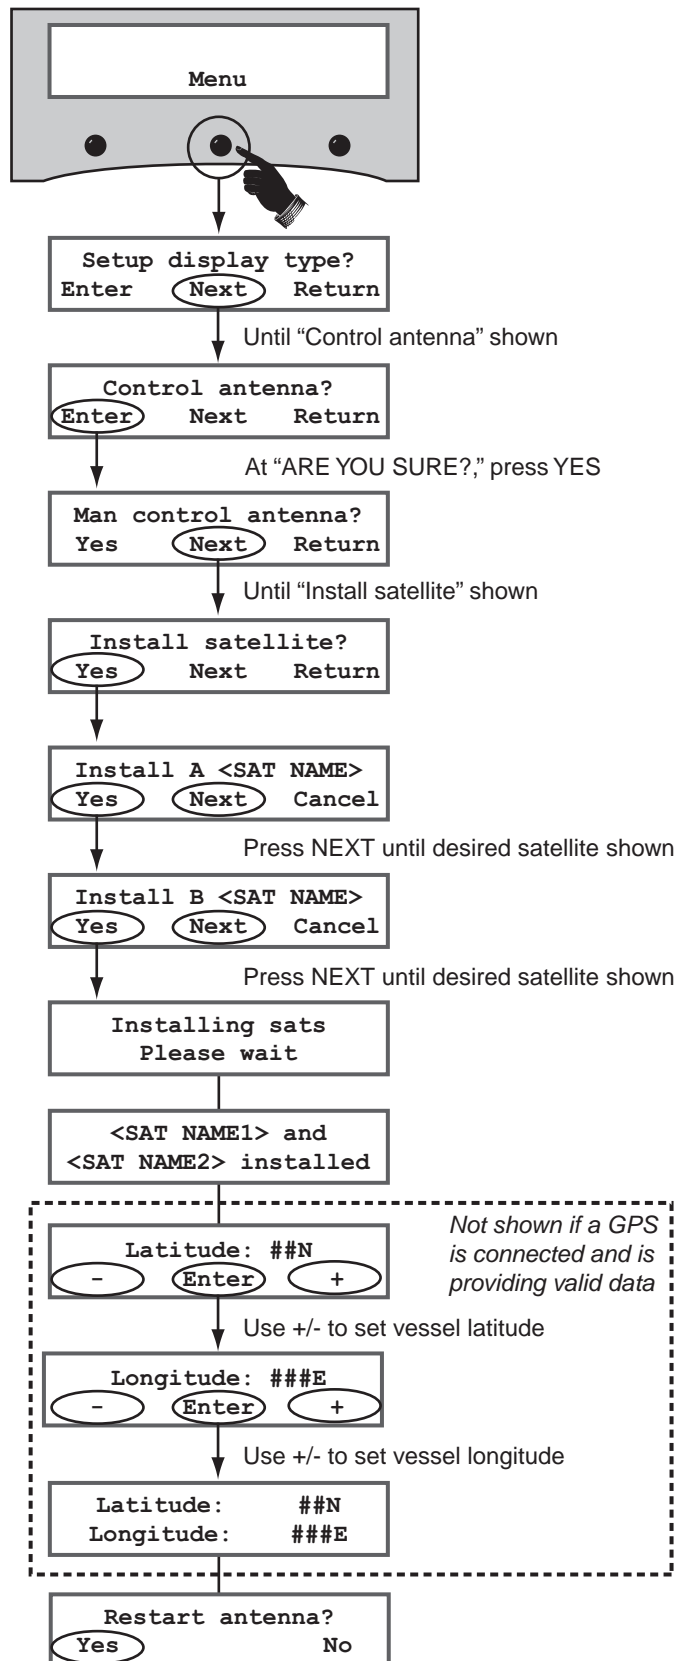 Menu
Setup display type?
Enter Next Return
Until “Control antenna” shown
Control antenna?
Enter Next Return
At “ARE YOU SURE?,” press YES
Man control antenna?
Yes Next Return
Until “Install satellite” shown
Install satellite?
Yes Next Return
Install A <SAT NAME>
Yes Next Cancel
Press NEXT until desired satellite shown
Install B <SAT NAME>
Yes Next Cancel
Press NEXT until desired satellite shown
Installing sats
Please wait
<SAT NAME1> and
<SAT NAME2> installed
Not shown if a GPS
is connected and is
providing valid data
Latitude: ##N
- Enter +
Use +/- to set vessel latitude
Longitude: ###E
- Enter +
Use +/- to set vessel longitude
Latitude: ##N
Longitude: ###E
Restart antenna?
Yes No